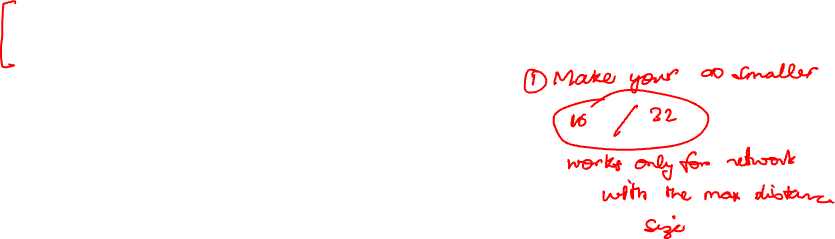 ① Make your ∞ smaller
16 / 32
works only for network
with the max distance
size